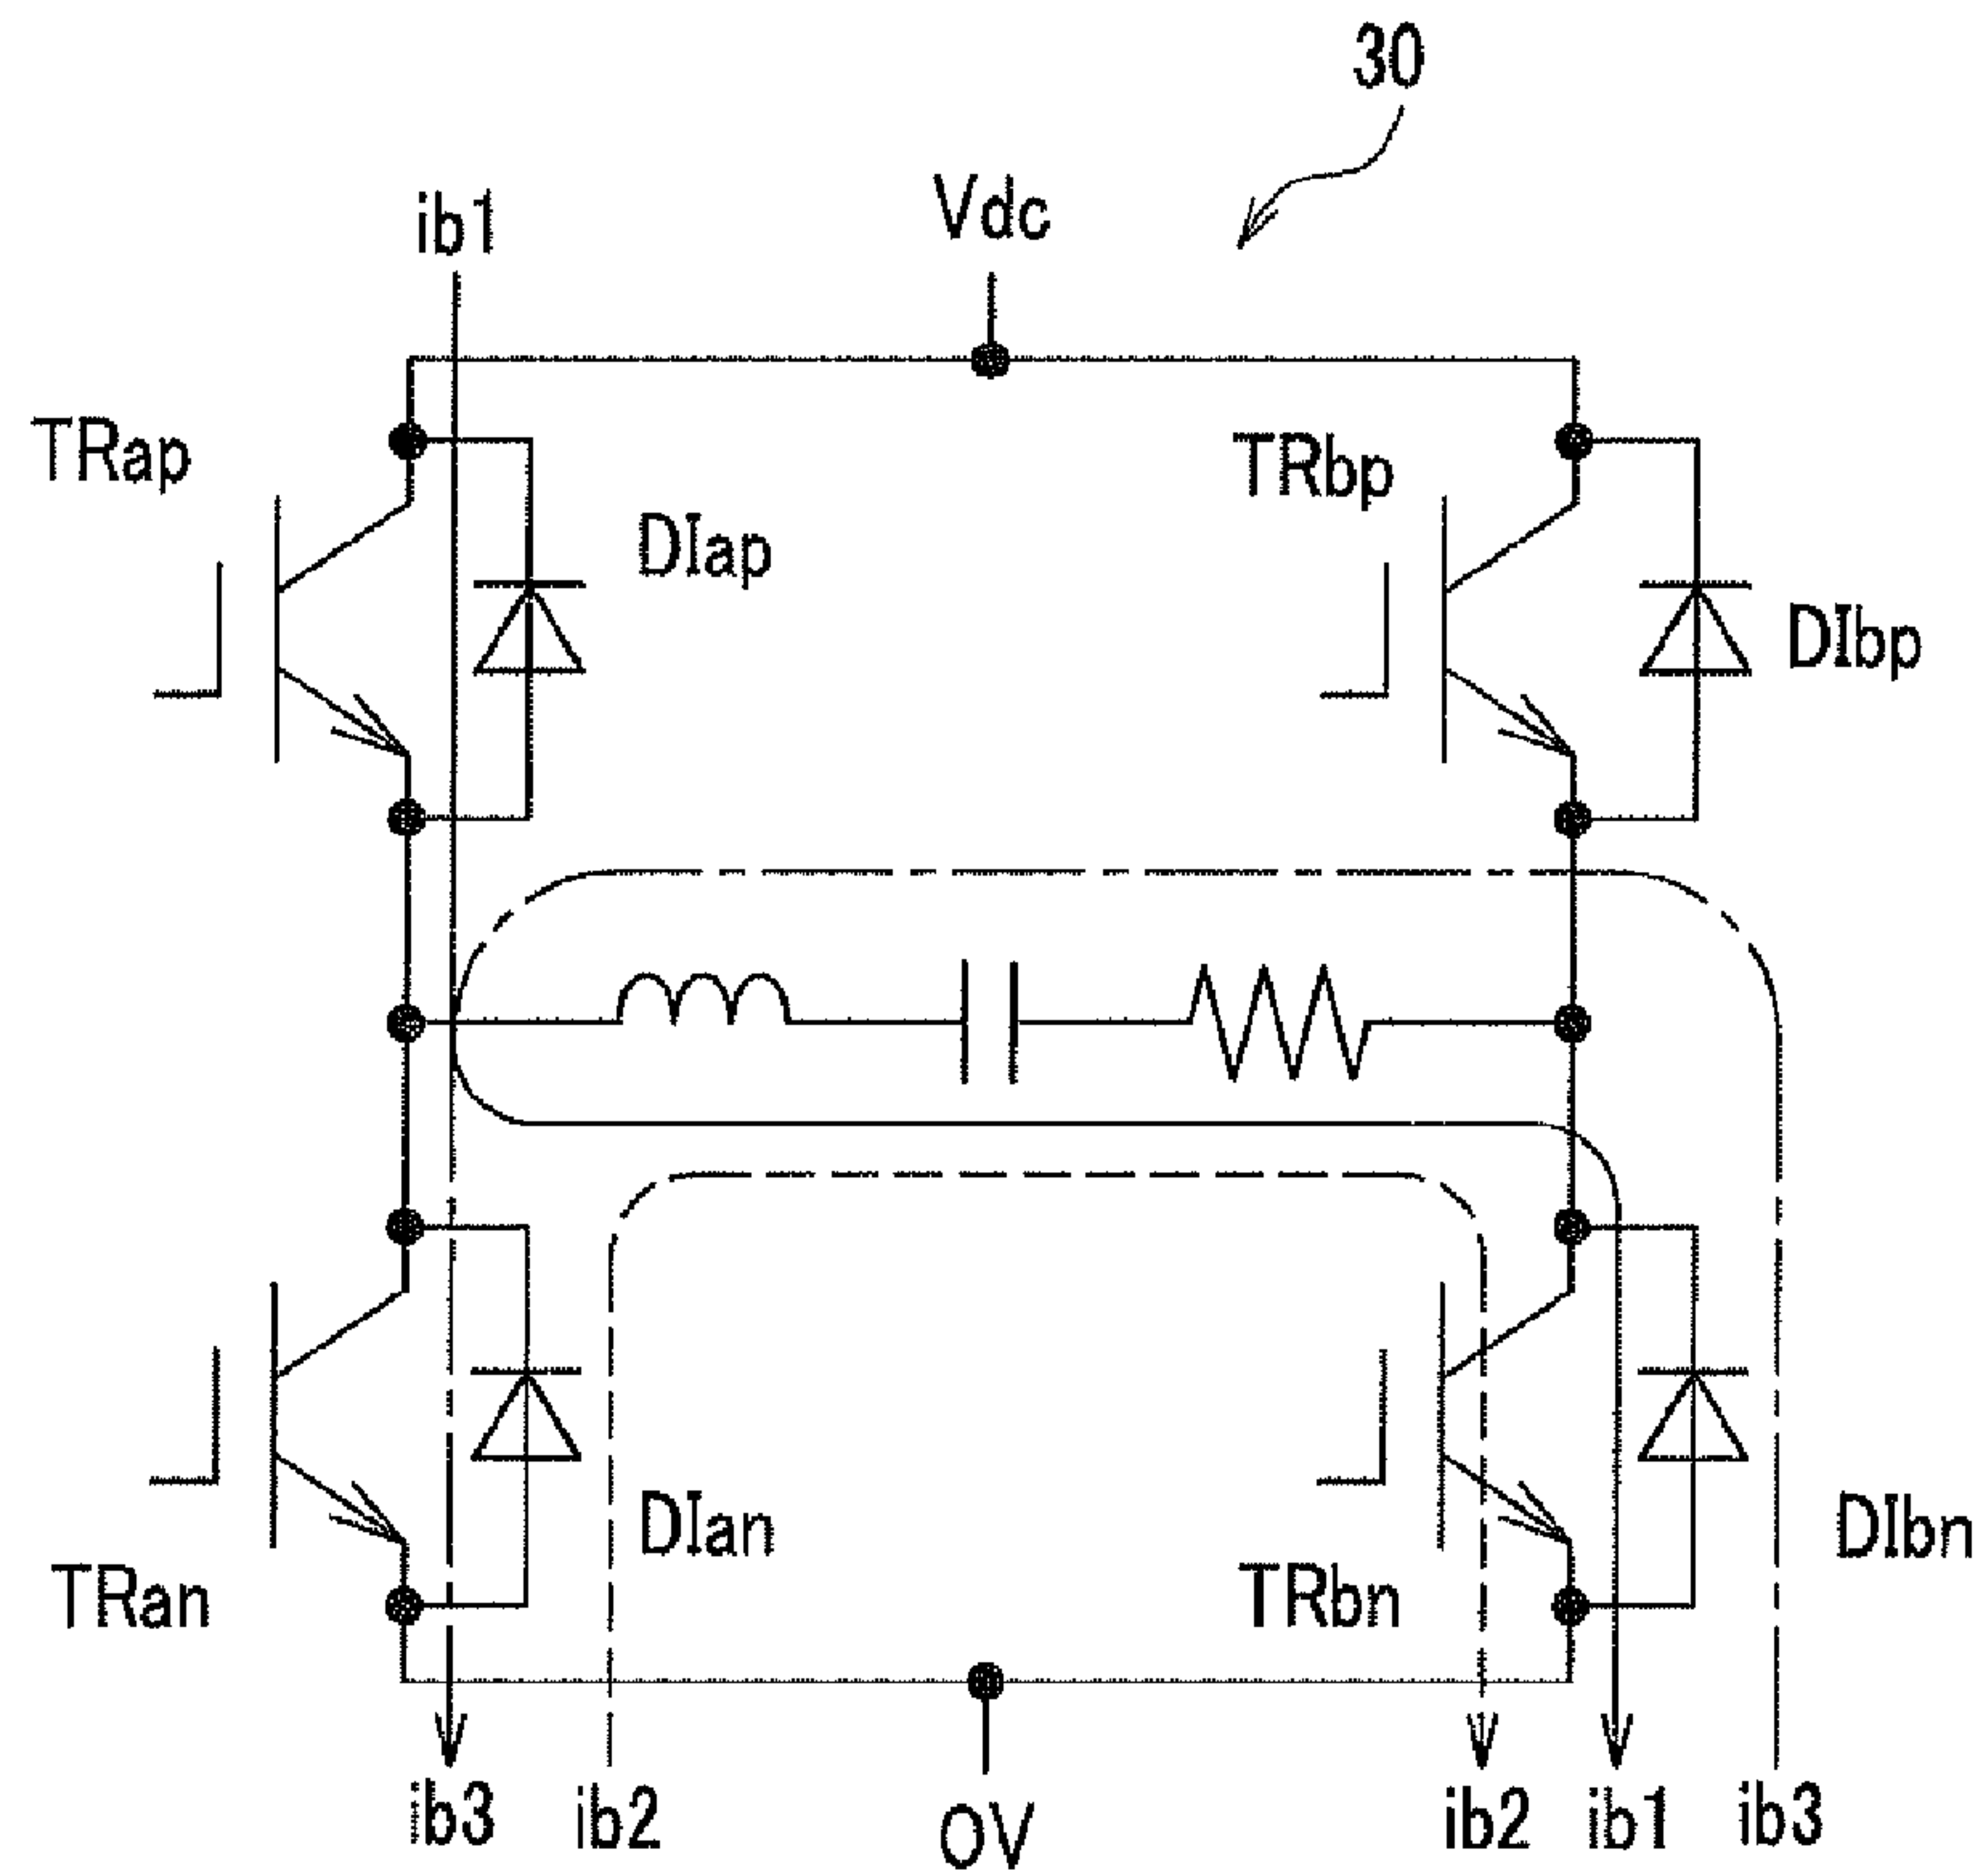 30
ib1
Vdc
TRap
DIap
TRbp
DIbp
DIan
TRan
TRbn
DIbn
ib3
ib2
0V
ib2
ib1
ib3